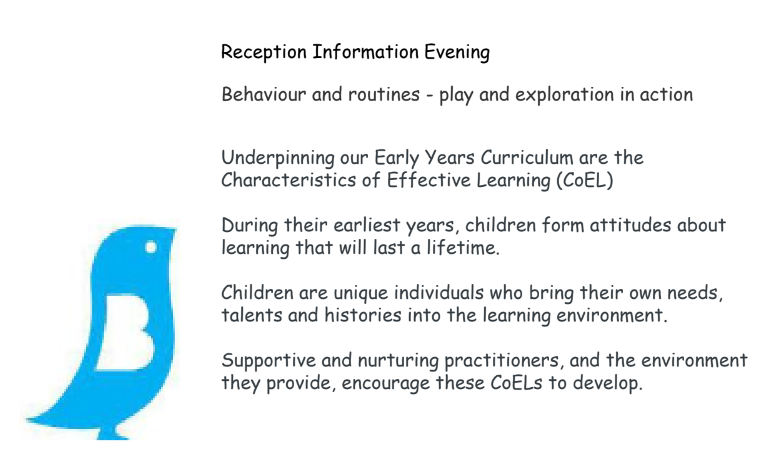 Reception Information Evening
Behaviour and routines - play and exploration in action
Underpinning our Early Years Curriculum are the
Characteristics of Effective Learning (CoEL)
During their earliest years, children form attitudes about
learning that will last a lifetime.
Children are unique individuals who bring their own needs,
talents and histories into the learning environment.
Supportive and nurturing practitioners, and the environment
they provide, encourage these CoELs to develop.
B